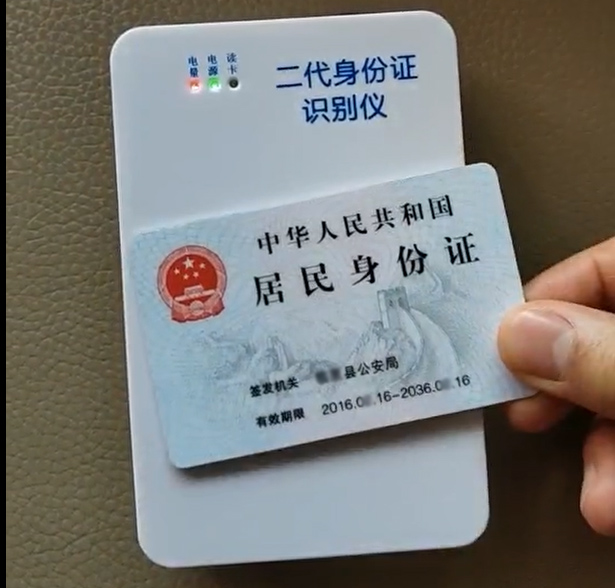 电量 电源 读卡
二代身份证
识别仪
中华人民共和国
居民身份证
签发机关 县公安局
有效期限 2016.0 .16-2036.0 .16